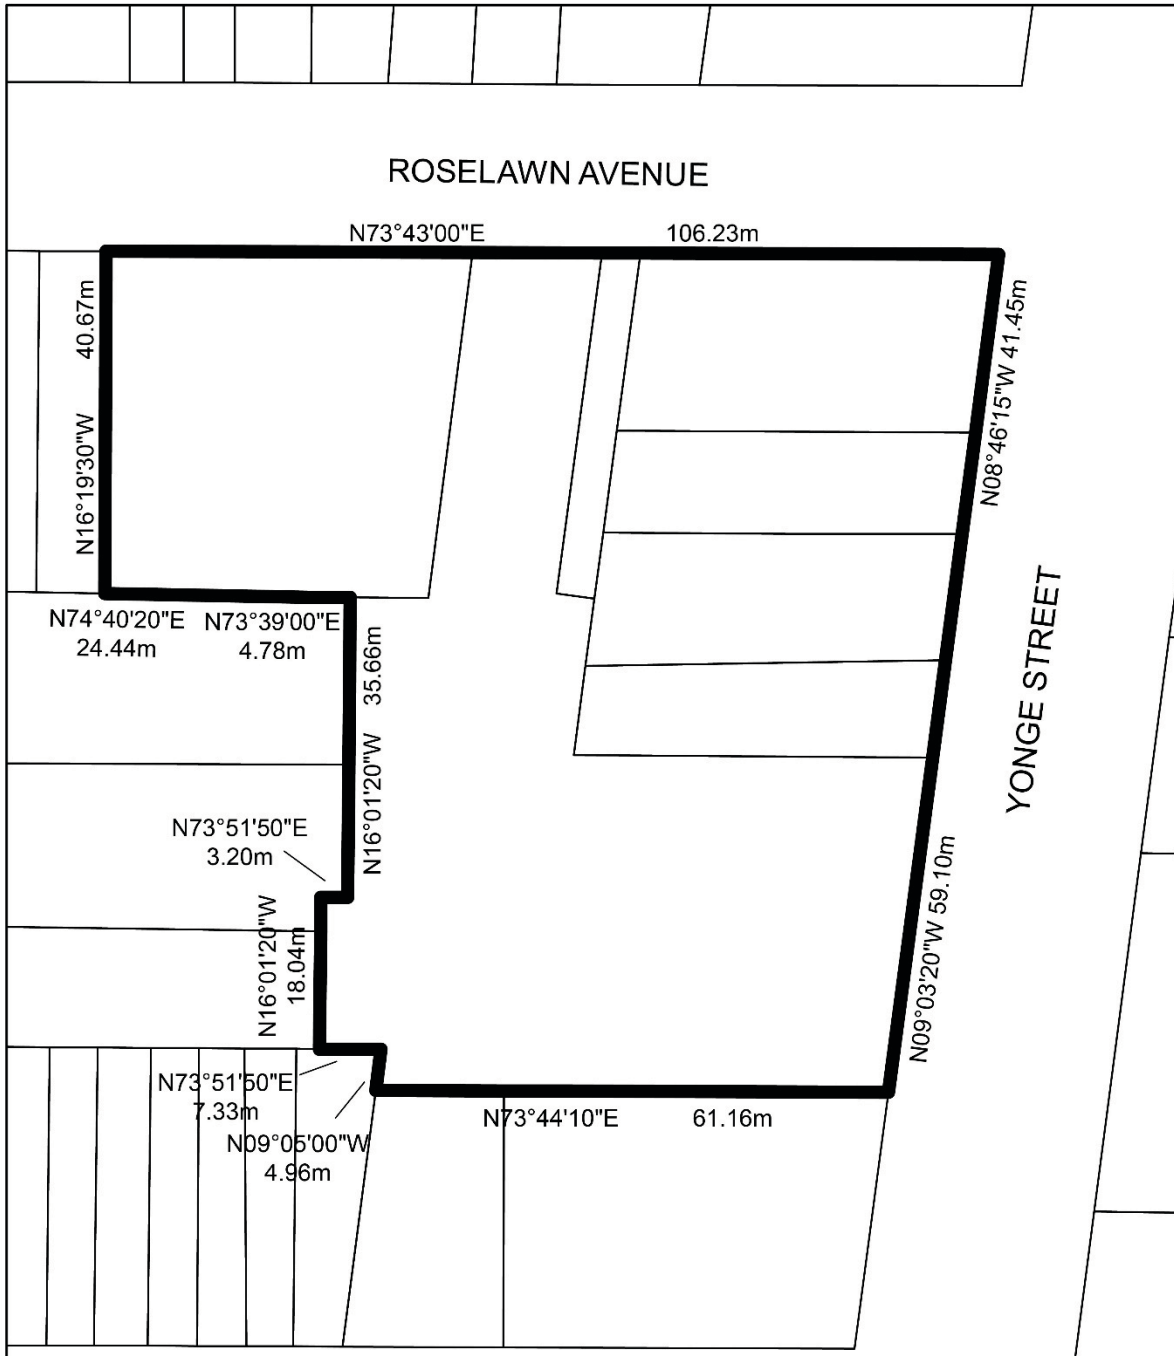 ROSELAWN AVENUE
N73°43'00"E 106.23m
N16°19'30"W 40.67m
N08°46'15"W 41.45m
N74°40'20"E
24.44m
N73°39'00"E
4.78m
N16°01'20"W 35.66m
YONGE STREET
N73°51'50"E
3.20m
N16°01'20"W
18.04m
N09°03'20"W 59.10m
N73°51'50"E
7.33m
N09°05'00"W
4.96m
N73°44'10"E 61.16m